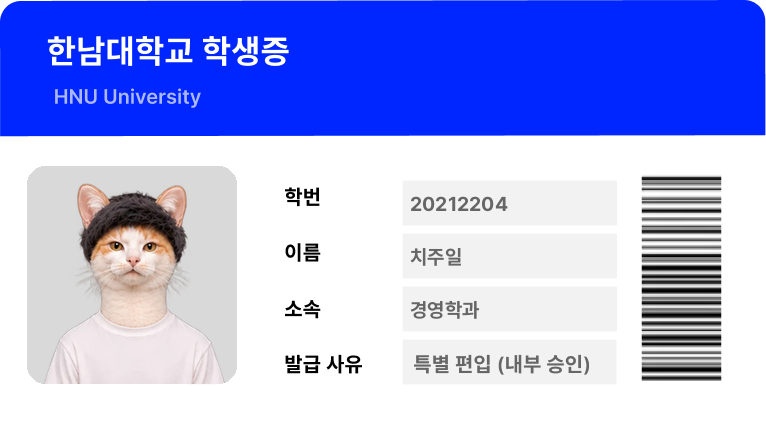 한남대학교 학생증
HNU University
학번 20212204
이름 치주일
소속 경영학과
발급 사유 특별 편입 (내부 승인)